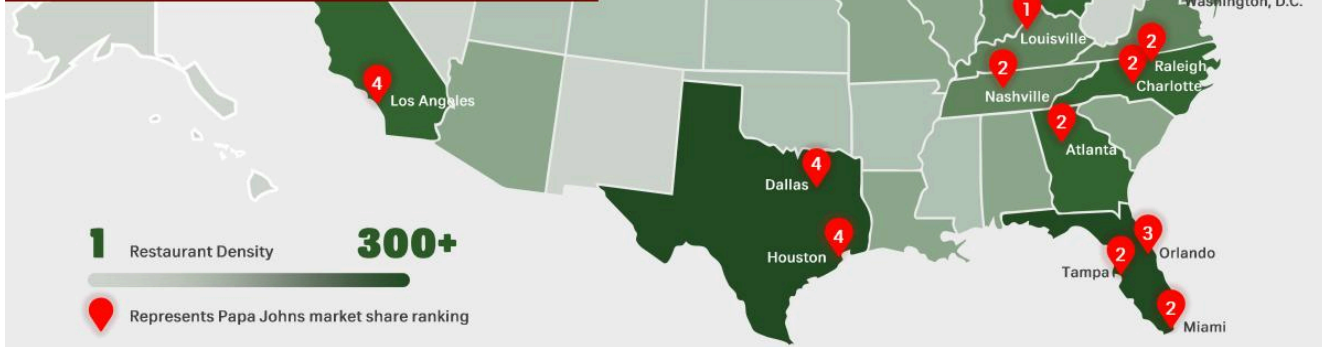 Washington, D.C.
1
Louisville
2
Raleigh
2
Charlotte
2
Nashville
4
Los Angeles
2
Atlanta
4
Dallas
4
Houston
3
Orlando
2
Tampa
2
Miami
1 Restaurant Density 300+
Represents Papa Johns market share ranking